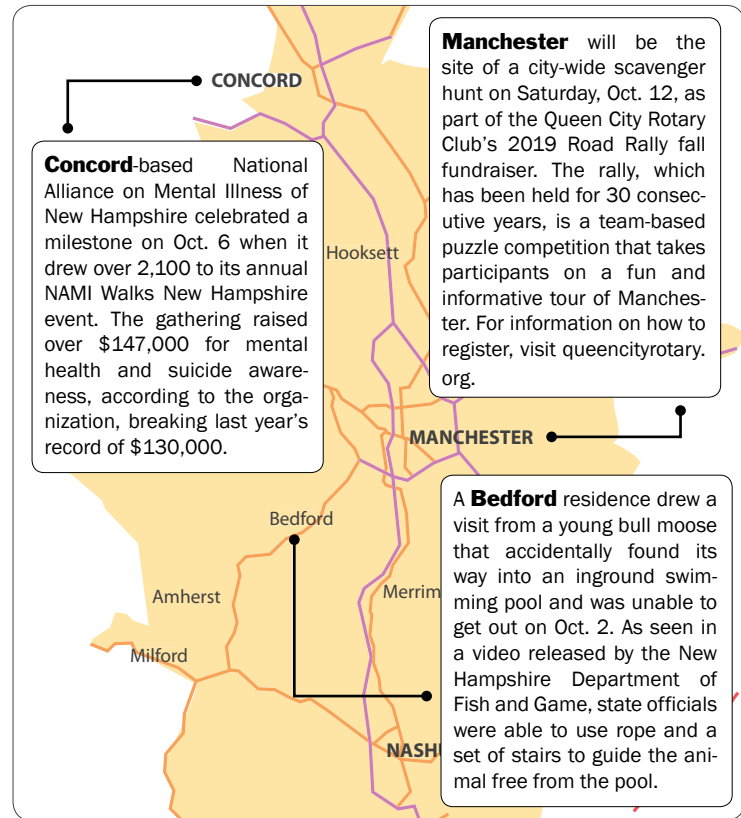 CONCORD
Manchester will be the
site of a city-wide scavenger
hunt on Saturday, Oct. 12, as
part of the Queen City Rotary
Club's 2019 Road Rally fall
fundraiser. The rally, which
has been held for 30 consec-
utive years, is a team-based
puzzle competition that takes
participants on a fun and
informative tour of Manches-
ter. For information on how to
register, visit queencityrotary.
org.
Concord-based National
Alliance on Mental Illness of
New Hampshire celebrated a
milestone on Oct. 6 when it
drew over 2,100 to its annual
NAMI Walks New Hampshire
event. The gathering raised
over $147,000 for mental
health and suicide aware-
ness, according to the orga-
nization, breaking last year's
record of $130,000.
Hooksett
MANCHESTER
Bedford
A Bedford residence drew a
visit from a young bull moose
that accidentally found its
way into an inground swim-
ming pool and was unable to
get out on Oct. 2. As seen in
a video released by the New
Hampshire Department of
Fish and Game, state officials
were able to use rope and a
set of stairs to guide the ani-
mal free from the pool.
Amherst
Merrim
Milford
NASH